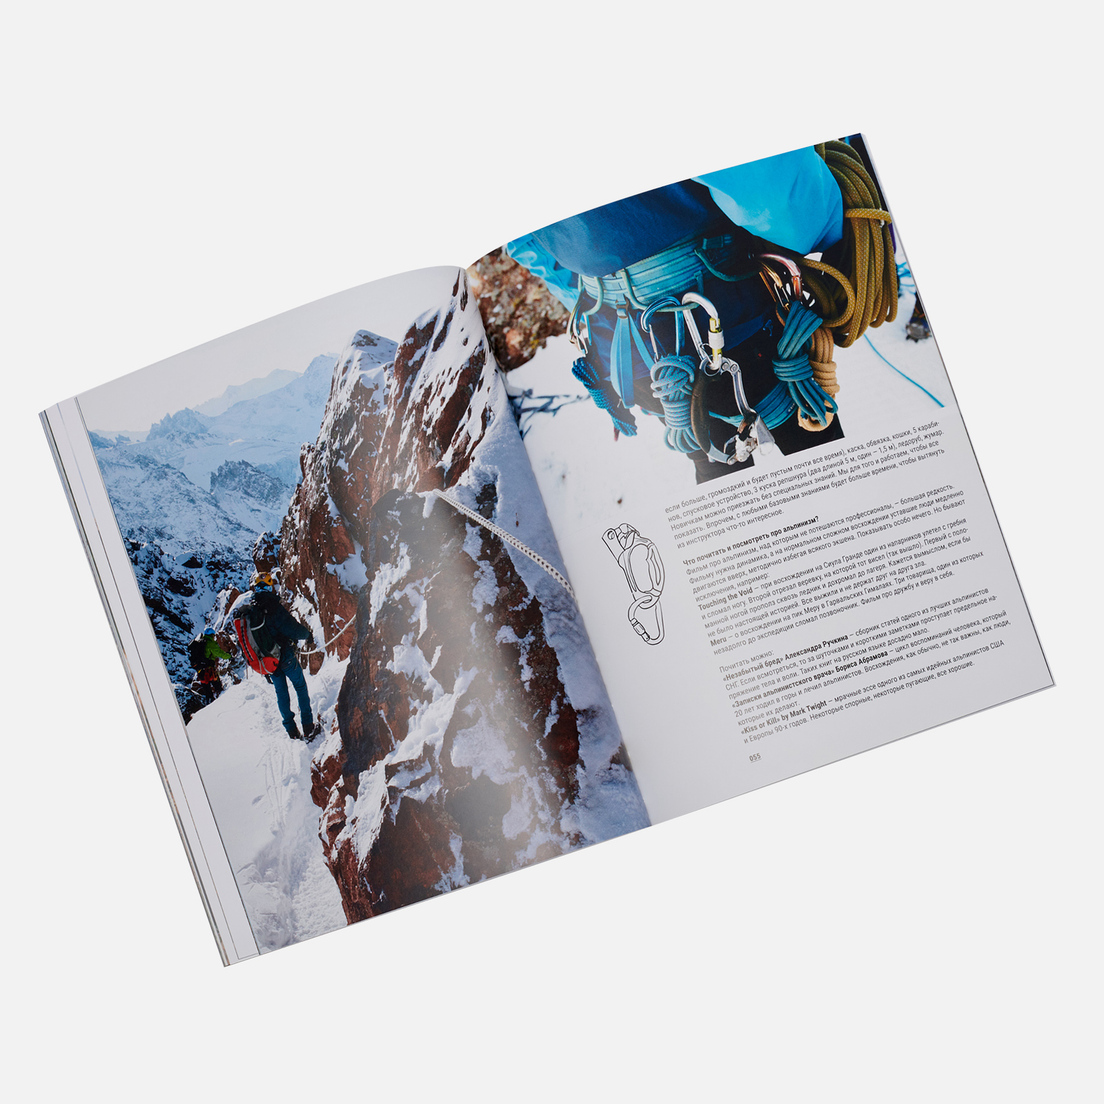 если больше, громоздкий и будет пустым почти все время), каска, обвязка, кошки, 5 караби-
нов, спусковое устройство, 3 куска репшнура (два длиной 5 м, один – 1,5 м), ледоруб, жумар.
Новичкам можно приезжать без специальных знаний. Мы для того и работаем, чтобы все
показать. Впрочем, с любыми базовыми знаниями будет больше времени, чтобы вытянуть
из инструктора что-то интересное.
Что почитать и посмотреть про альпинизм?
Фильм про альпинизм, над которым не потешаются профессионалы, – большая редкость.
Фильму нужна динамика, а на нормальном сложном восхождении уставшие люди медленно
двигаются вверх, методично избегая всякого экшена. Показывать особо нечего. Но бывают
исключения, например:
Touching the Void – при восхождении на Сиула Гранде один из напарников улетел с гребня
и сломал ногу. Второй отрезал веревку, на которой тот висел (так вышло). Первый с поло-
манной ногой прополз сквозь ледник и дохромал до лагеря. Кажется вымыслом, если бы
не было настоящей историей. Все выжили и не держат друг на друга зла.
Meru – о восхождении на пик Меру в Гарвальских Гималаях. Три товарища, один из которых
незадолго до экспедиции сломал позвоночник. Фильм про дружбу и веру в себя.
Почитать можно:
«Незабытый бред» Александра Ручкина – сборник статей одного из лучших альпинистов
СНГ. Если всмотреться, то за шуточками и короткими заметками проступает предельное на-
пряжение тела и воли. Таких книг на русском языке досадно мало.
«Записки альпинистского врача» Бориса Абрамова – цикл воспоминаний человека, который
20 лет ходил в горы и лечил альпинистов. Восхождения, как обычно, не так важны, как люди,
которые их делают.
«Kiss or Kill» by Mark Twight – мрачные эссе одного из самых идейных альпинистов США
и Европы 90-х годов. Некоторые спорные, некоторые пугающие, все хорошие.
055